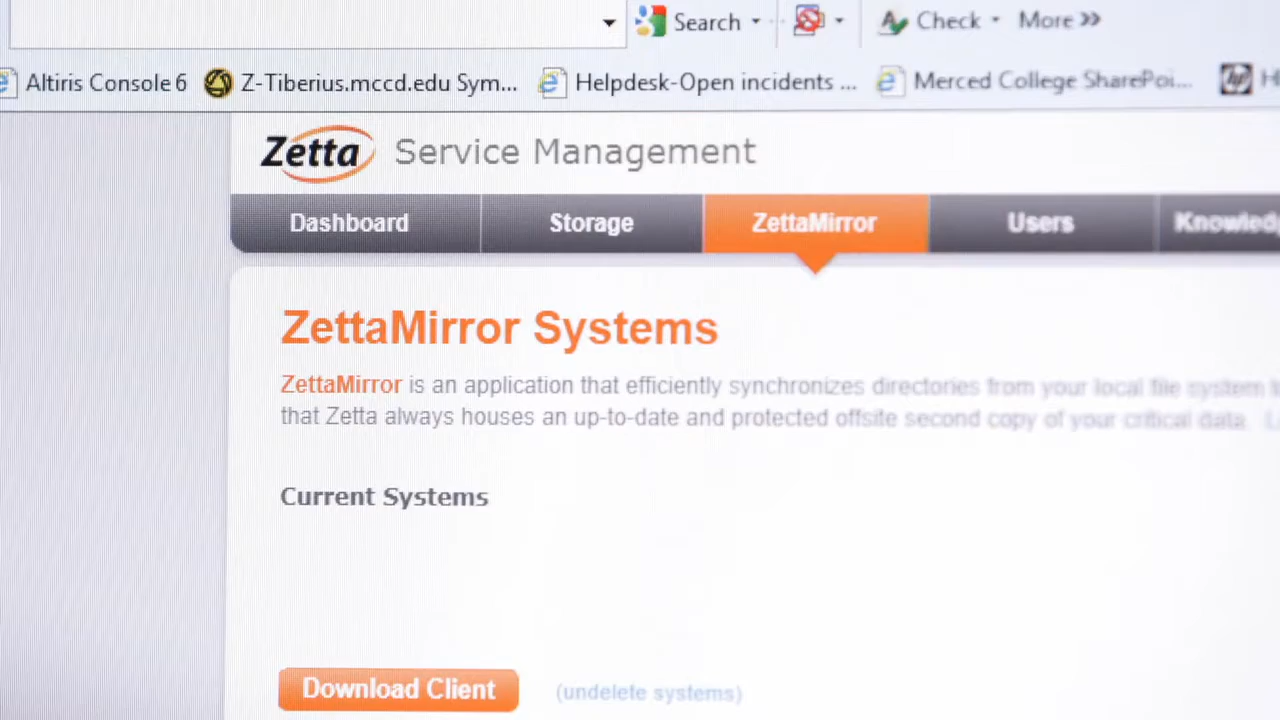 Search Check More »
Altiris Console 6 Z-Tiberius.mccd.edu Sym... Helpdesk-Open incidents ... Merced College SharePoi...
Zetta Service Management
Dashboard Storage ZettaMirror Users
ZettaMirror Systems
ZettaMirror is an application that efficiently synchronizes directories from your local file system
that Zetta always houses an up-to-date and protected offsite second copy of your critical data.
Current Systems
Download Client (undelete systems)